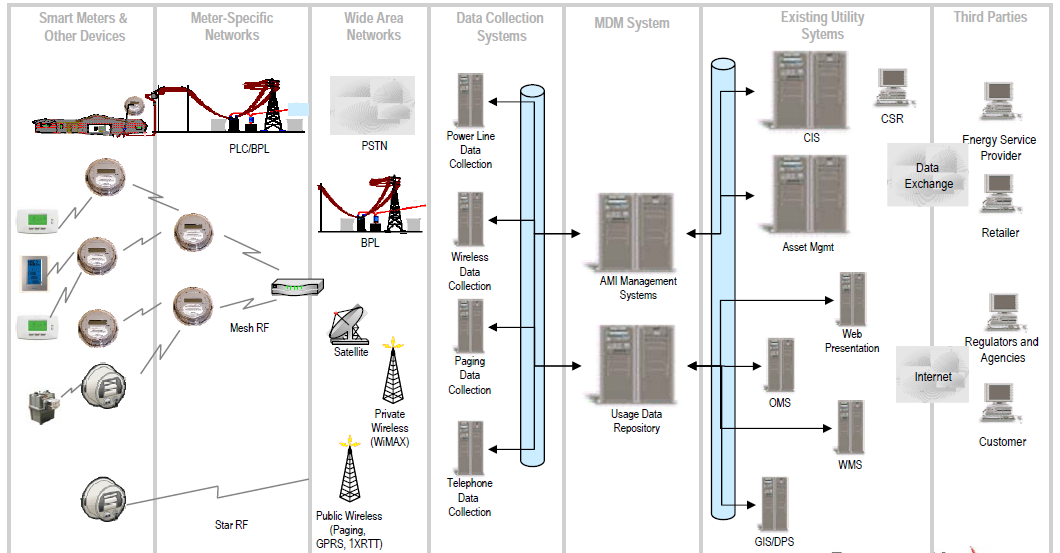 Smart Meters &
Other Devices
Meter-Specific
Networks
Wide Area
Networks
Data Collection
Systems
MDM System
Existing Utility
Sytems
Third Parties
PLC/BPL
PSTN
BPL
Mesh RF
Star RF
Satellite
Private
Wireless
(WiMAX)
Public Wireless
(Paging,
GPRS, 1XRTT)
Power Line
Data
Collection
Wireless
Data
Collection
Paging
Data
Collection
Telephone
Data
Collection
AMI Management
Systems
Usage Data
Repository
CIS
CSR
Asset Mgmt
Web
Presentation
OMS
WMS
GIS/DPS
Data
Exchange
Internet
Energy Service
Provider
Retailer
Regulators and
Agencies
Customer